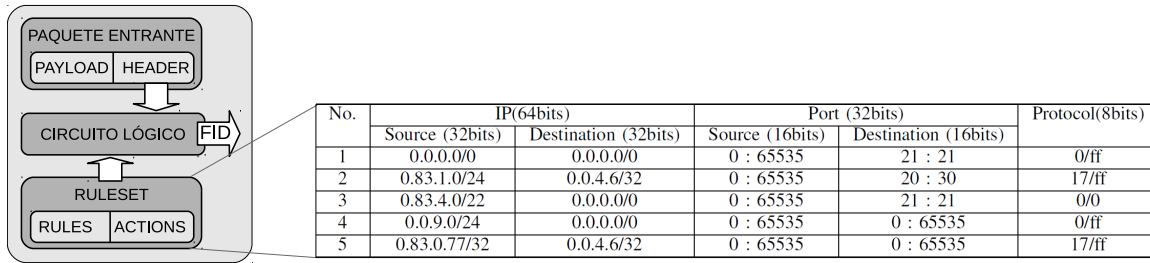 PAQUETE ENTRANTE
PAYLOAD HEADER
CIRCUITO LÓGICO FID
RULESET
RULES ACTIONS
No. IP(64bits) Port (32bits) Protocol(8bits)
Source (32bits) Destination (32bits) Source (16bits) Destination (16bits)
1 0.0.0.0/0 0.0.0.0/0 0 : 65535 21 : 21 0/ff
2 0.83.1.0/24 0.0.4.6/32 0 : 65535 20 : 30 17/ff
3 0.83.4.0/22 0.0.0.0/0 0 : 65535 21 : 21 0/0
4 0.0.9.0/24 0.0.0.0/0 0 : 65535 0 : 65535 0/ff
5 0.83.0.77/32 0.0.4.6/32 0 : 65535 0 : 65535 17/ff